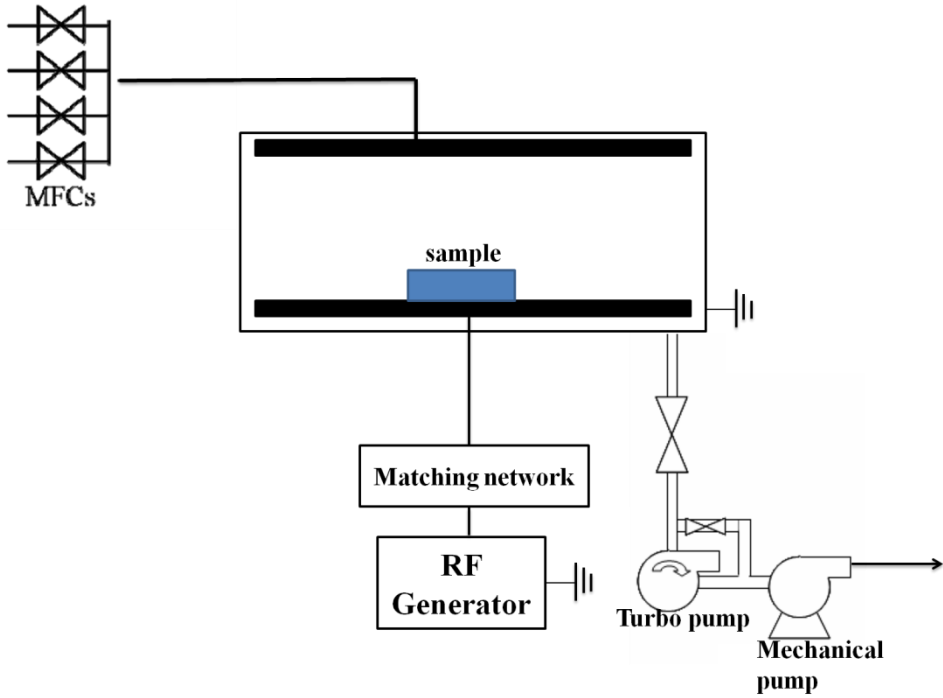 MFCs
sample
Matching network
RF
Generator
Turbo pump
Mechanical
pump